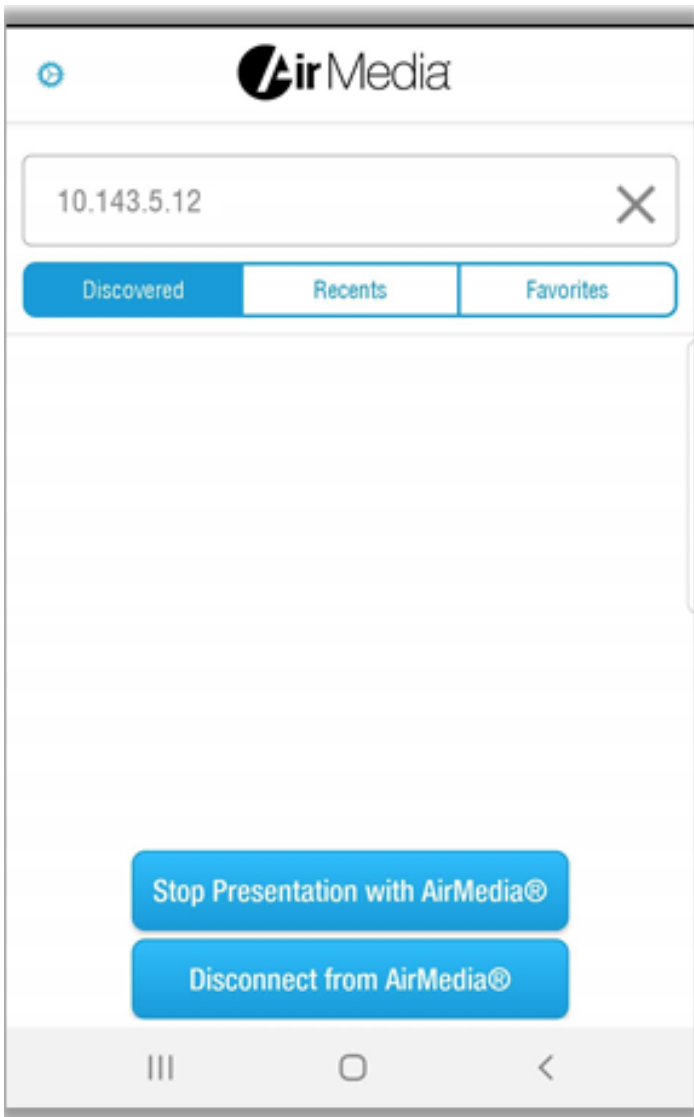 AirMedia
10.143.5.12
Discovered Recents Favorites
Stop Presentation with AirMedia®
Disconnect from AirMedia®